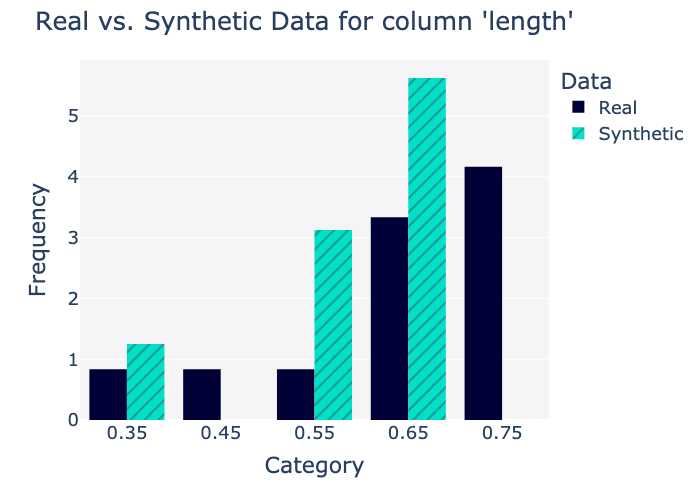 Real vs. Synthetic Data for column 'length'
Data
Real
Synthetic
Frequency
5
4
3
2
1
0
0.35 0.45 0.55 0.65 0.75
Category